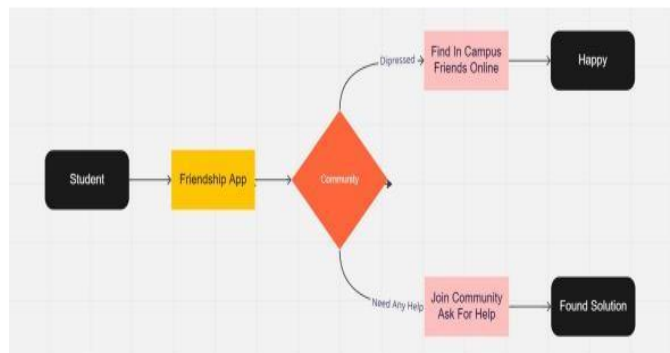 Digressed
Find In Campus
Friends Online
Happy
Student
Friendship App
Community
Need Any Help
Join Community
Ask For Help
Found Solution